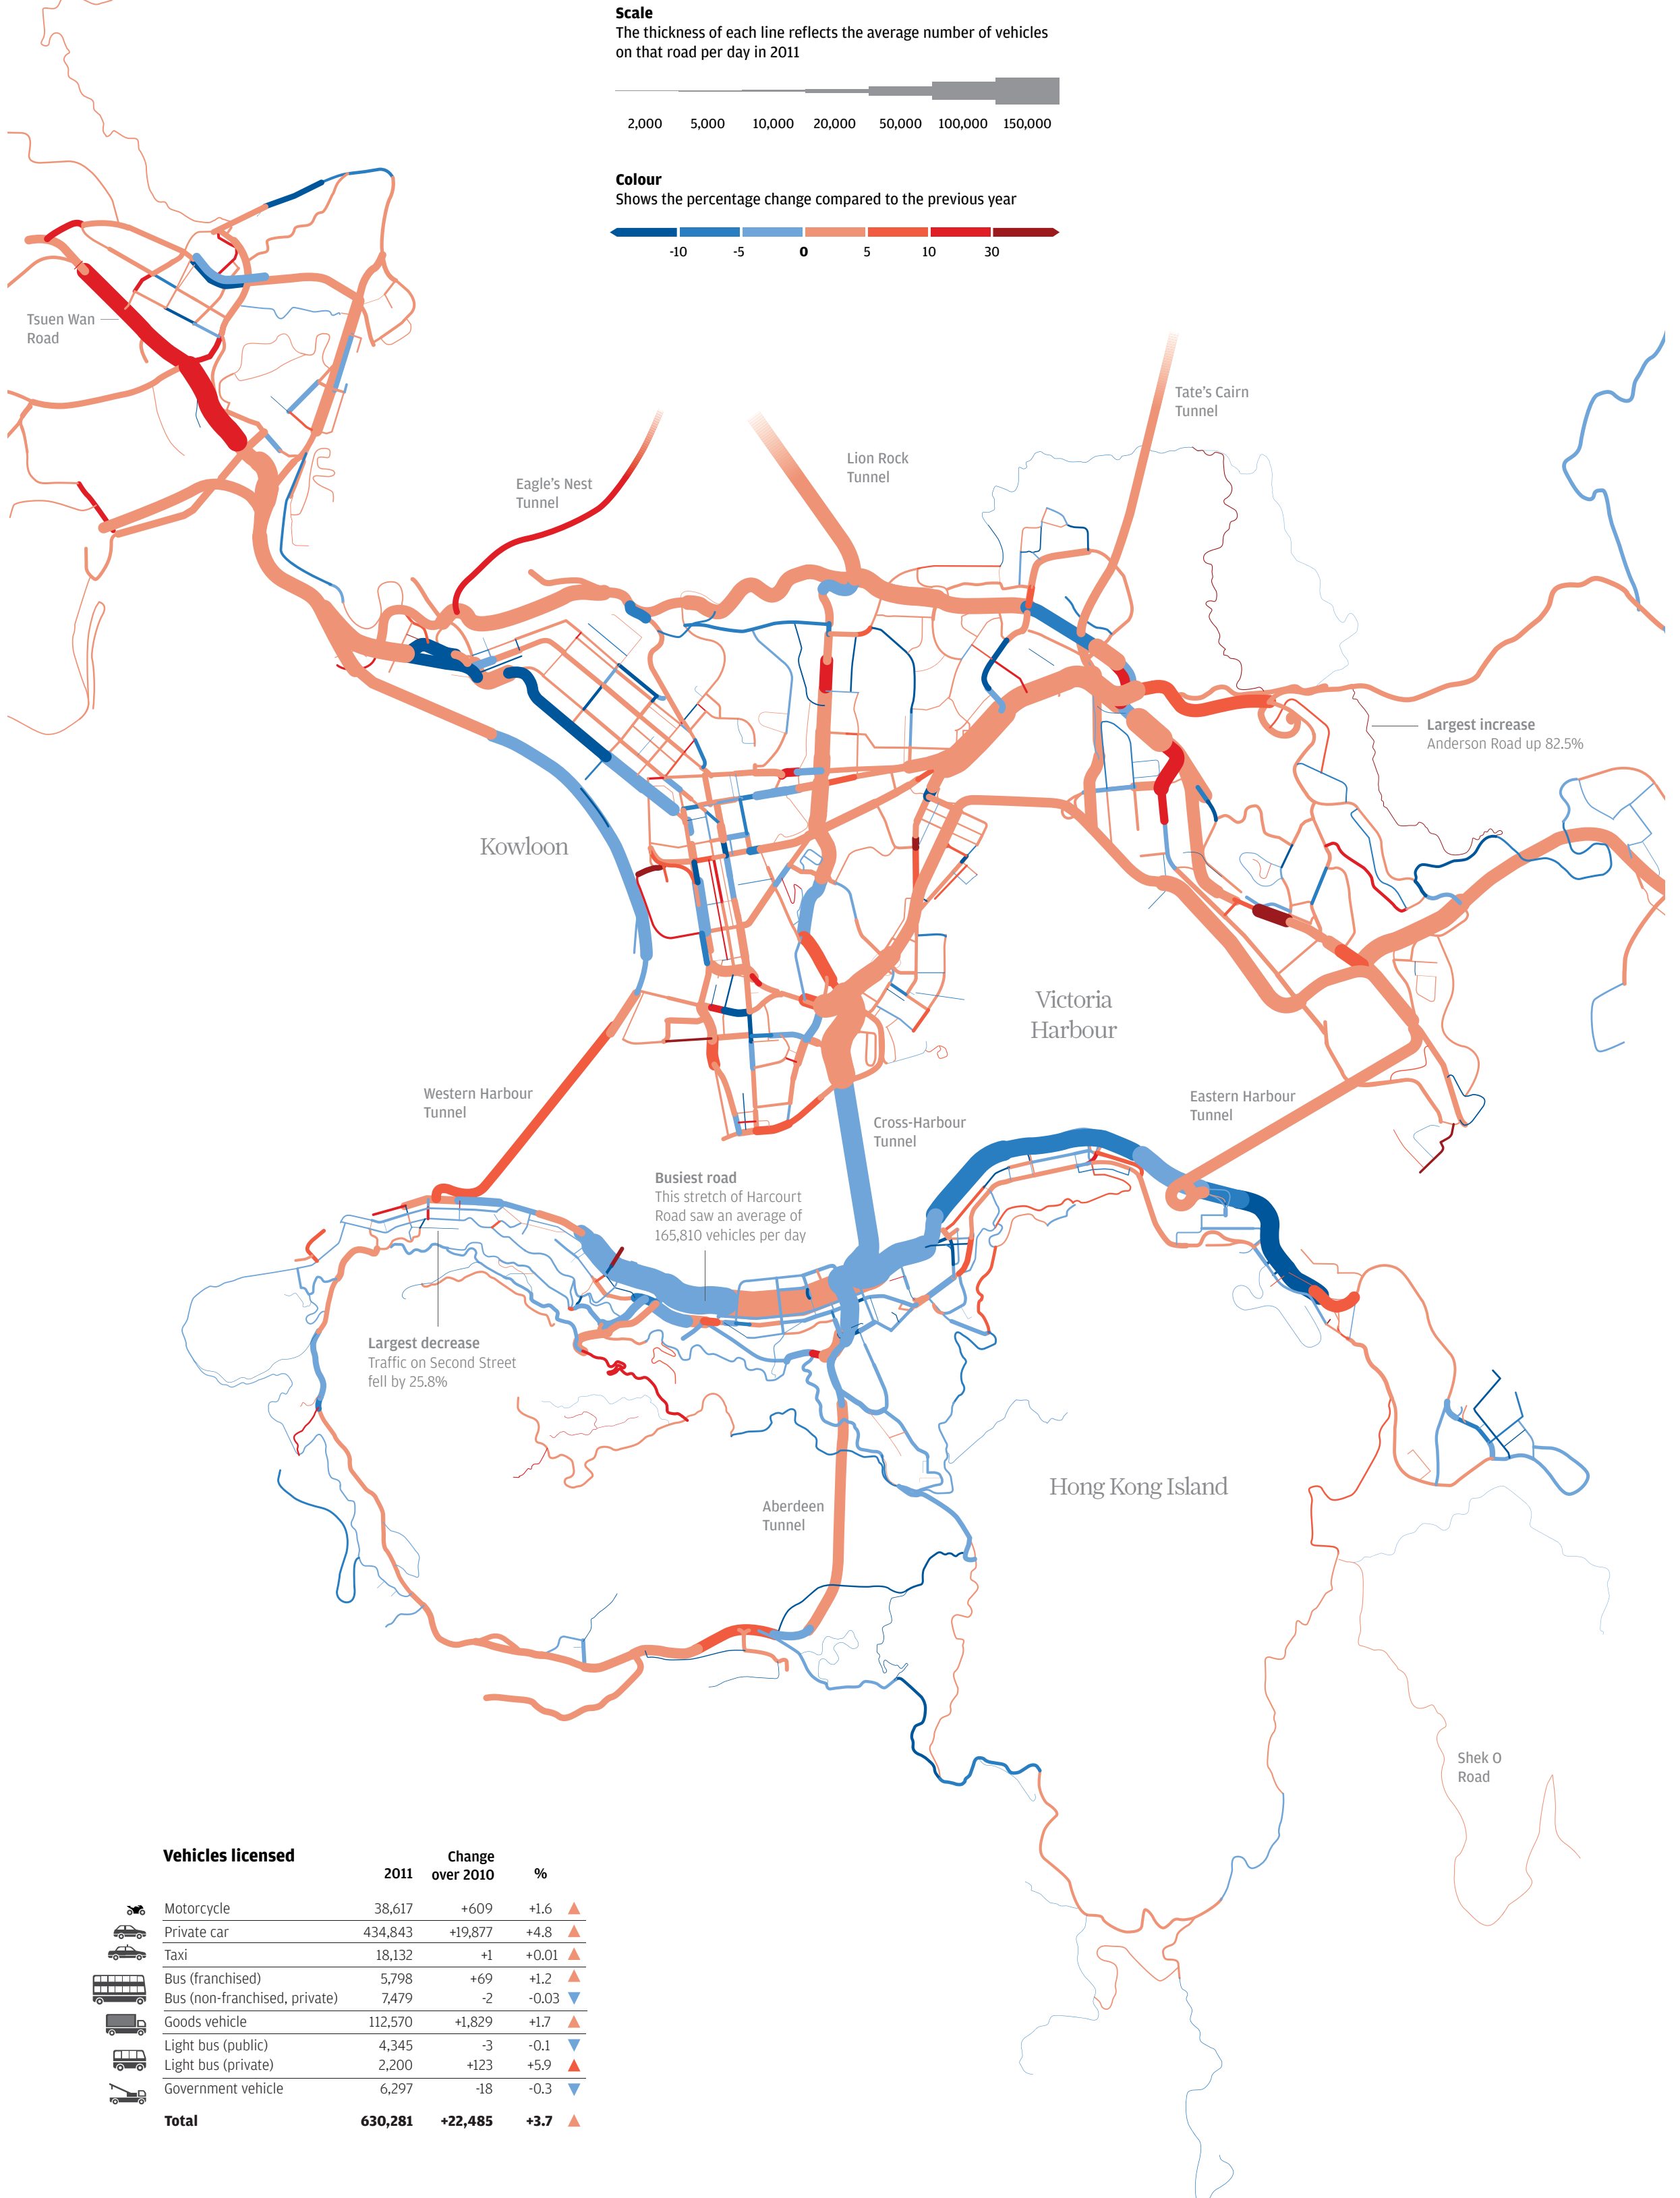 Scale
The thickness of each line reflects the average number of vehicles
on that road per day in 2011
2,000 5,000 10,000 20,000 50,000 100,000 150,000
Colour
Shows the percentage change compared to the previous year
-10 -5 0 5 10 30
Tsuen Wan
Road
Tate's Cairn
Tunnel
Lion Rock
Tunnel
Eagle's Nest
Tunnel
Largest increase
Anderson Road up 82.5%
Kowloon
Victoria
Harbour
Western Harbour
Tunnel
Eastern Harbour
Tunnel
Cross-Harbour
Tunnel
Busiest road
This stretch of Harcourt
Road saw an average of
165,810 vehicles per day
Largest decrease
Traffic on Second Street
fell by 25.8%
Hong Kong Island
Aberdeen
Tunnel
Shek O
Road
Vehicles licensed
2011 Change over 2010 %
Motorcycle 38,617 +609 +1.6
Private car 434,843 +19,877 +4.8
Taxi 18,132 +1 +0.01
Bus (franchised) 5,798 +69 +1.2
Bus (non-franchised, private) 7,479 -2 -0.03
Goods vehicle 112,570 +1,829 +1.7
Light bus (public) 4,345 -3 -0.1
Light bus (private) 2,200 +123 +5.9
Government vehicle 6,297 -18 -0.3
Total 630,281 +22,485 +3.7